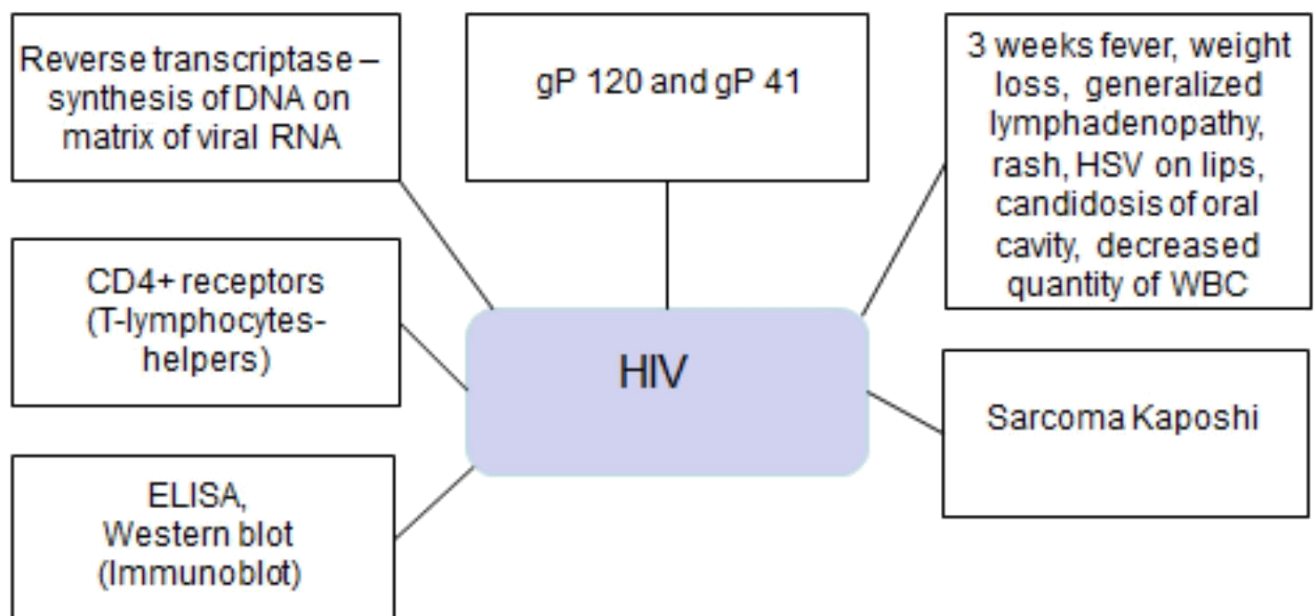 Reverse transcriptase –
synthesis of DNA on
matrix of viral RNA
gP 120 and gP 41
3 weeks fever, weight
loss, generalized
lymphadenopathy,
rash, HSV on lips,
candidosis of oral
cavity, decreased
quantity of WBC
CD4+ receptors
(T-lymphocytes-
helpers)
HIV
Sarcoma Kaposhi
ELISA,
Western blot
(Immunoblot)